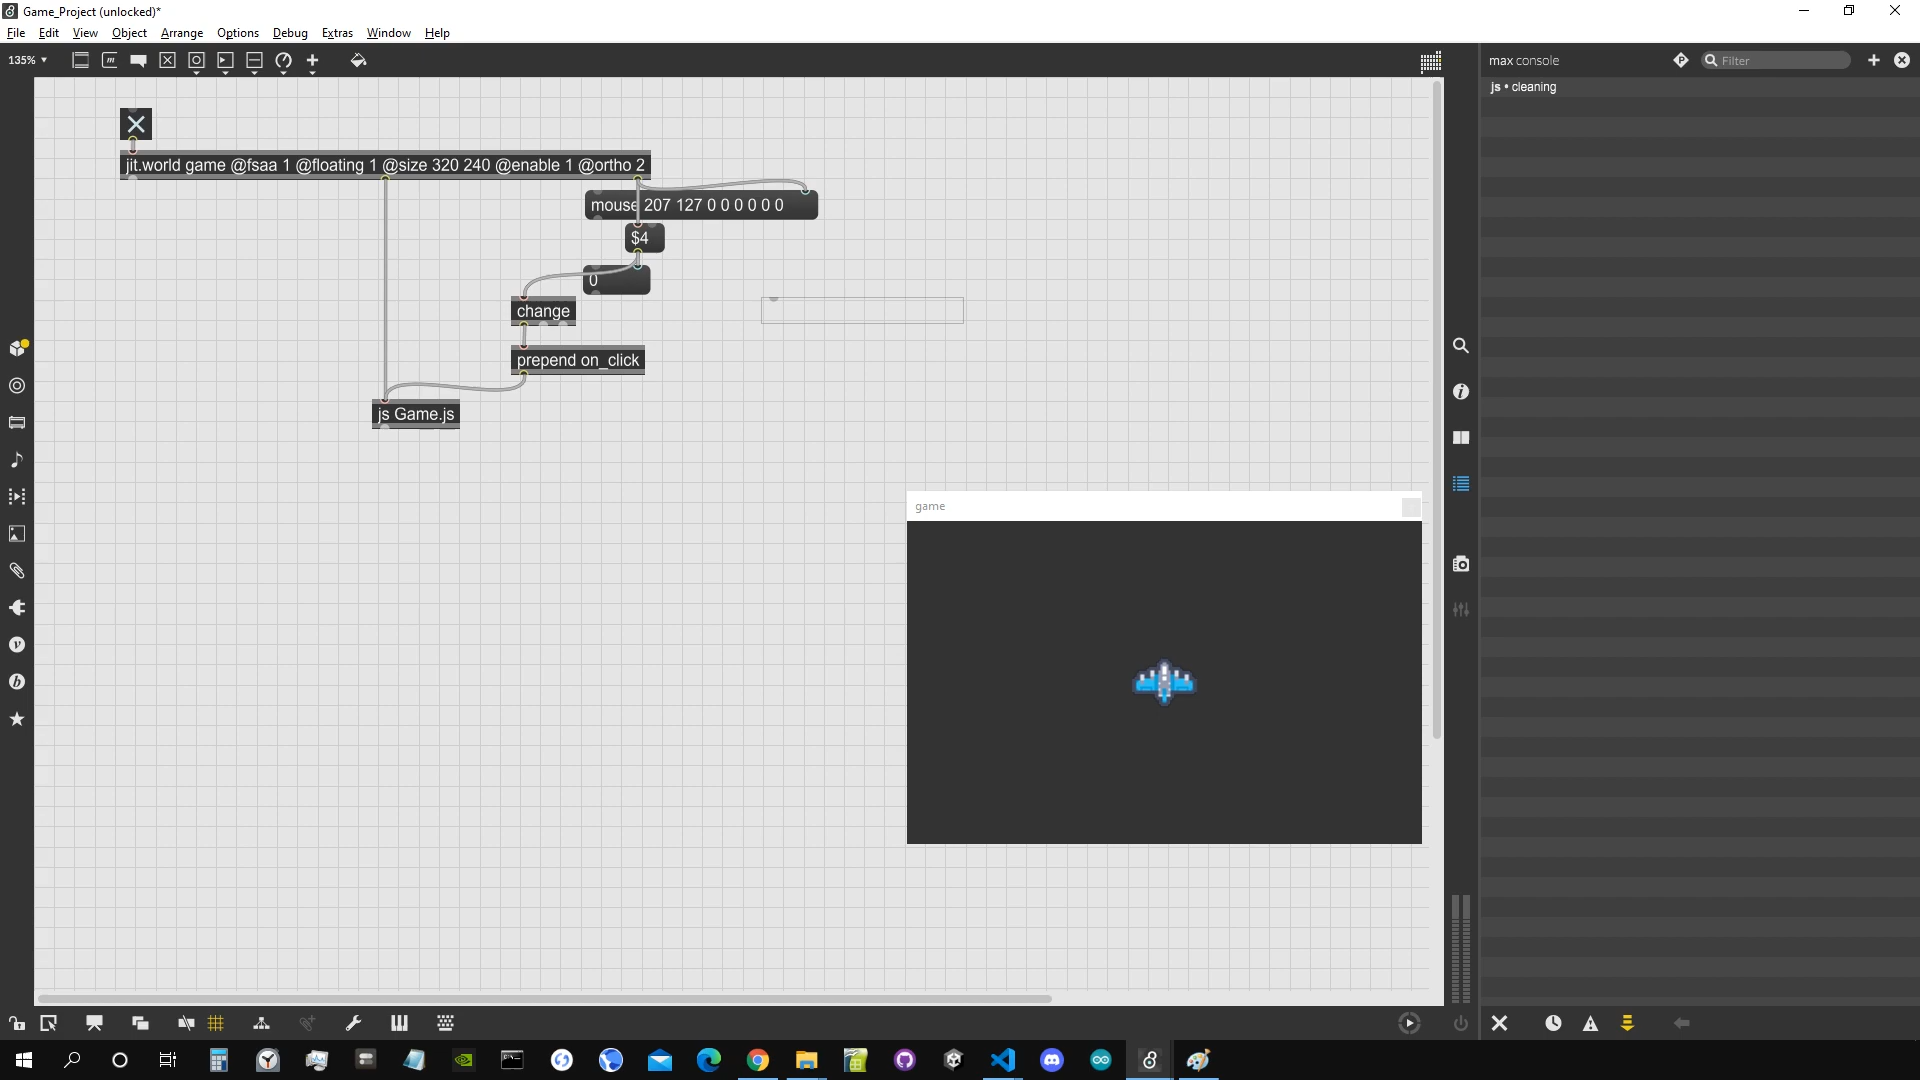 Game_Project (unlocked)*
File Edit View Object Arrange Options Debug Extras Window Help
135%
max console
Filter
js • cleaning
jit.world game @fsaa 1 @floating 1 @size 320 240 @enable 1 @ortho 2
mouse 207 127 0 0 0 0 0 0
$4
0
change
prepend on_click
js Game.js
game